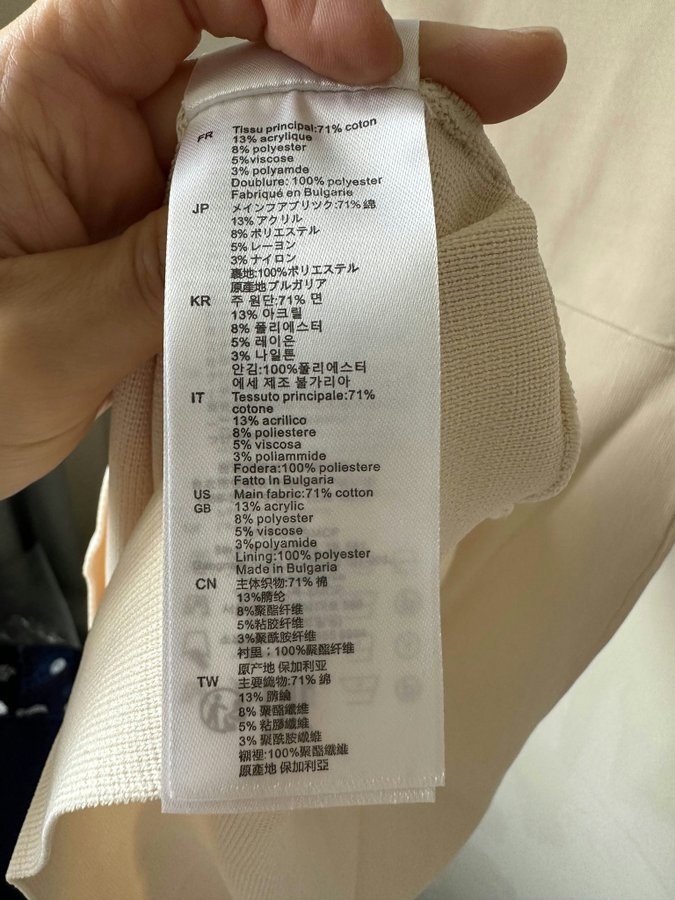 FR Tissu principal:71% coton
13% acrylique
8% polyester
5%viscose
3% polyamde
Doublure: 100% polyester
Fabriqué en Bulgarie
JP メインファブリツク:71% 綿
13% アクリル
8% ポリエステル
5% レーヨン
3% ナイロン
裏地:100%ポリエステル
原産地ブルガリア
KR 주 원단:71% 면
13% 아크릴
8% 폴리에스터
5% 레이온
3% 나일론
안김:100%폴리에스터
에세 제조 불가리아
IT Tessuto principale:71%
cotone
13% acrilico
8% poliestere
5% viscosa
3% poliammide
Fodera:100% poliestere
Fatto In Bulgaria
US Main fabric:71% cotton
GB 13% acrylic
8% polyester
5% viscose
3%polyamide
Lining:100% polyester
Made in Bulgaria
CN 主体织物:71% 棉
13%腈纶
8%聚酯纤维
5%粘胶纤维
3%聚酰胺纤维
衬里；100%聚酯纤维
原产地 保加利亚
TW 主要織物:71% 綿
13% 腈綸
8% 聚酯纖維
5% 粘膠纖維
3% 聚酰胺纖維
裡:100%聚酯纖維
原產地 保加利亞